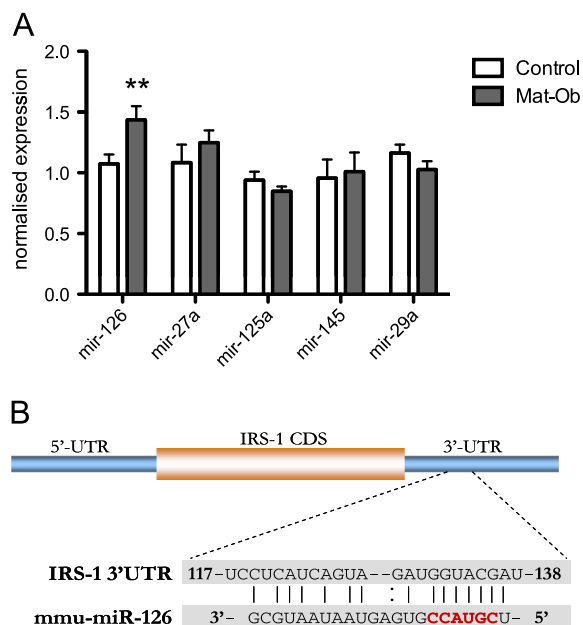 A
normalised expression
2.0
1.5
1.0
0.5
0.0
**
Control
Mat-Ob
mir-126
mir-27a
mir-125a
mir-145
mir-29a
B
5’-UTR
IRS-1 CDS
3’-UTR
IRS-1 3’UTR 117-UCCUCAUCAGUA--GAUGGUACGAU-138
mmu-miR-126 3’- GCGUAAUAAUGAGUGCCAUGCU- 5’